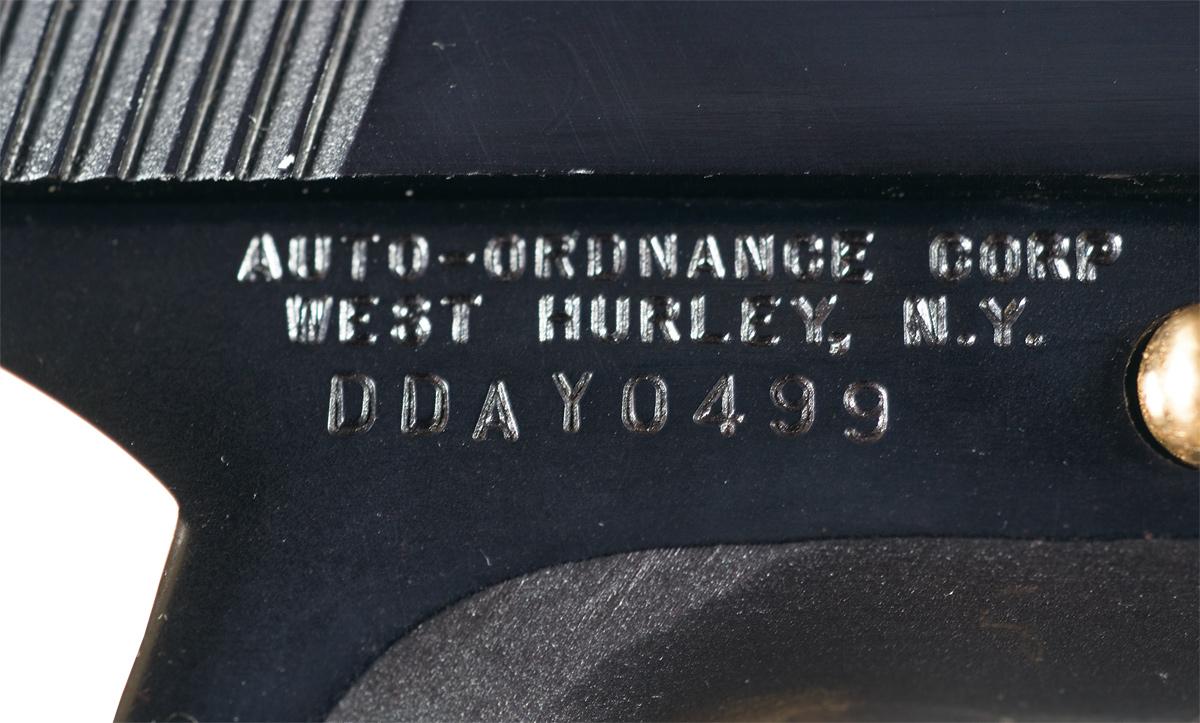 AUTO-ORDNANCE CORP
WEST HURLEY, N.Y.
DDAY0499